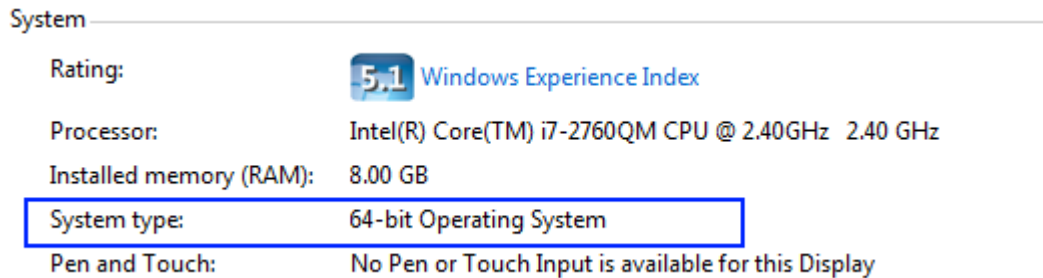 System
Rating: 5.1 Windows Experience Index
Processor: Intel(R) Core(TM) i7-2760QM CPU @ 2.40GHz 2.40 GHz
Installed memory (RAM): 8.00 GB
System type: 64-bit Operating System
Pen and Touch: No Pen or Touch Input is available for this Display